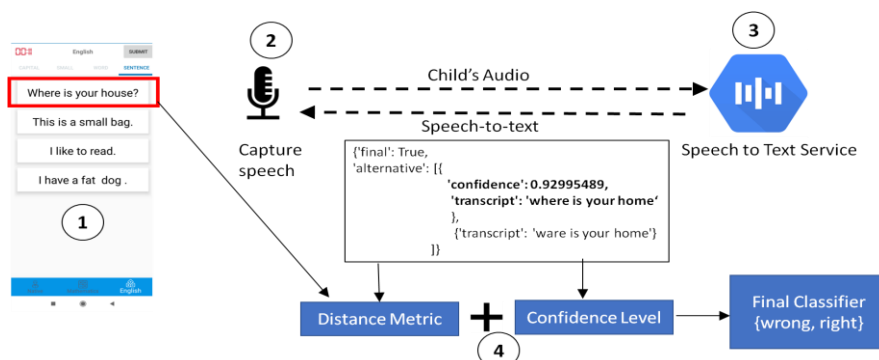 English
SUBMIT
CAPITAL SMALL WORD SENTENCE
Where is your house?
This is a small bag.
I like to read.
I have a fat dog .
1
English
2
Capture
speech
Child's Audio
Speech-to-text
3
Speech to Text Service
{'final': True,
'alternative': [{
'confidence': 0.92995489,
'transcript': 'where is your home‘
},
{'transcript': 'ware is your home'}
]}
Distance Metric
+
Confidence Level
4
Final Classifier
{wrong, right}